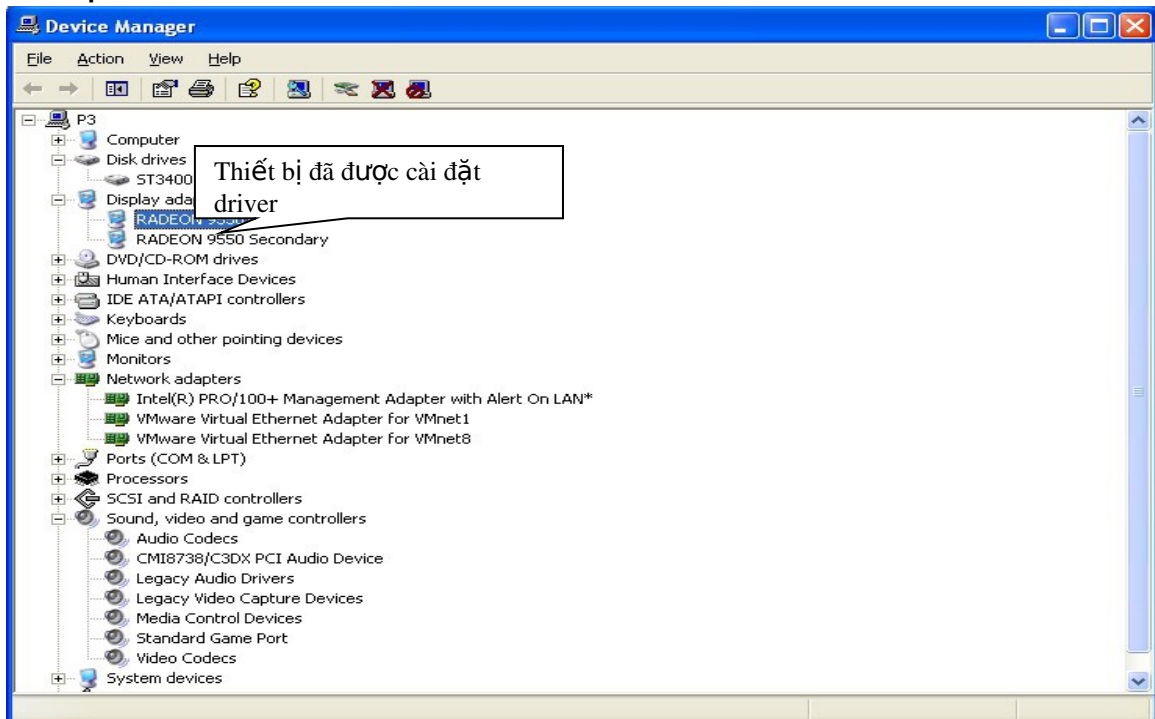 Device Manager
File Action View Help
P3
Computer
Disk drives
ST3400
Thiết bị đã được cài đặt
driver
Display ada
RADEON 9550
RADEON 9550 Secondary
DVD/CD-ROM drives
Human Interface Devices
IDE ATA/ATAPI controllers
Keyboards
Mice and other pointing devices
Monitors
Network adapters
Intel(R) PRO/100+ Management Adapter with Alert On LAN*
VMware Virtual Ethernet Adapter for VMnet1
VMware Virtual Ethernet Adapter for VMnet8
Ports (COM & LPT)
Processors
SCSI and RAID controllers
Sound, video and game controllers
Audio Codecs
CMI8738/C3DX PCI Audio Device
Legacy Audio Drivers
Legacy Video Capture Devices
Media Control Devices
Standard Game Port
Video Codecs
System devices